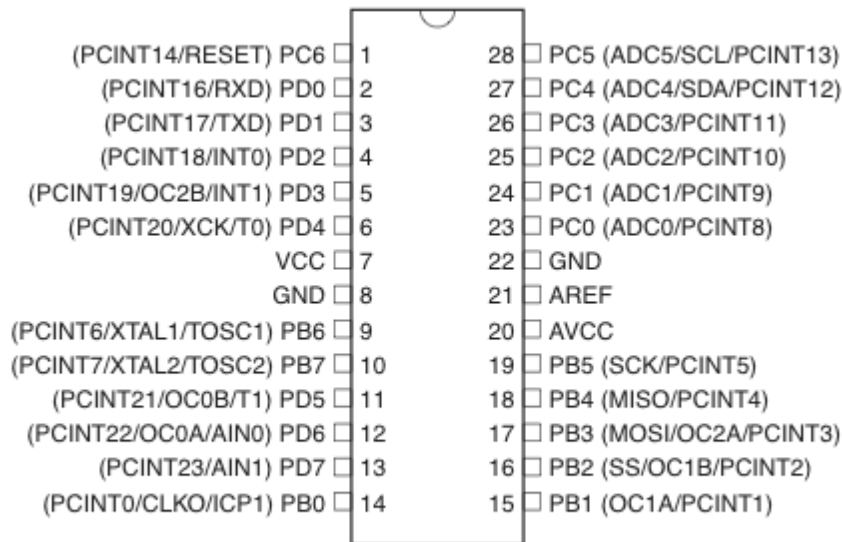 (PCINT14/RESET) PC6 1 28 PC5 (ADC5/SCL/PCINT13)
(PCINT16/RXD) PD0 2 27 PC4 (ADC4/SDA/PCINT12)
(PCINT17/TXD) PD1 3 26 PC3 (ADC3/PCINT11)
(PCINT18/INT0) PD2 4 25 PC2 (ADC2/PCINT10)
(PCINT19/OC2B/INT1) PD3 5 24 PC1 (ADC1/PCINT9)
(PCINT20/XCK/T0) PD4 6 23 PC0 (ADC0/PCINT8)
VCC 7 22 GND
GND 8 21 AREF
(PCINT6/XTAL1/TOSC1) PB6 9 20 AVCC
(PCINT7/XTAL2/TOSC2) PB7 10 19 PB5 (SCK/PCINT5)
(PCINT21/OC0B/T1) PD5 11 18 PB4 (MISO/PCINT4)
(PCINT22/OC0A/AIN0) PD6 12 17 PB3 (MOSI/OC2A/PCINT3)
(PCINT23/AIN1) PD7 13 16 PB2 (SS/OC1B/PCINT2)
(PCINT0/CLKO/ICP1) PB0 14 15 PB1 (OC1A/PCINT1)